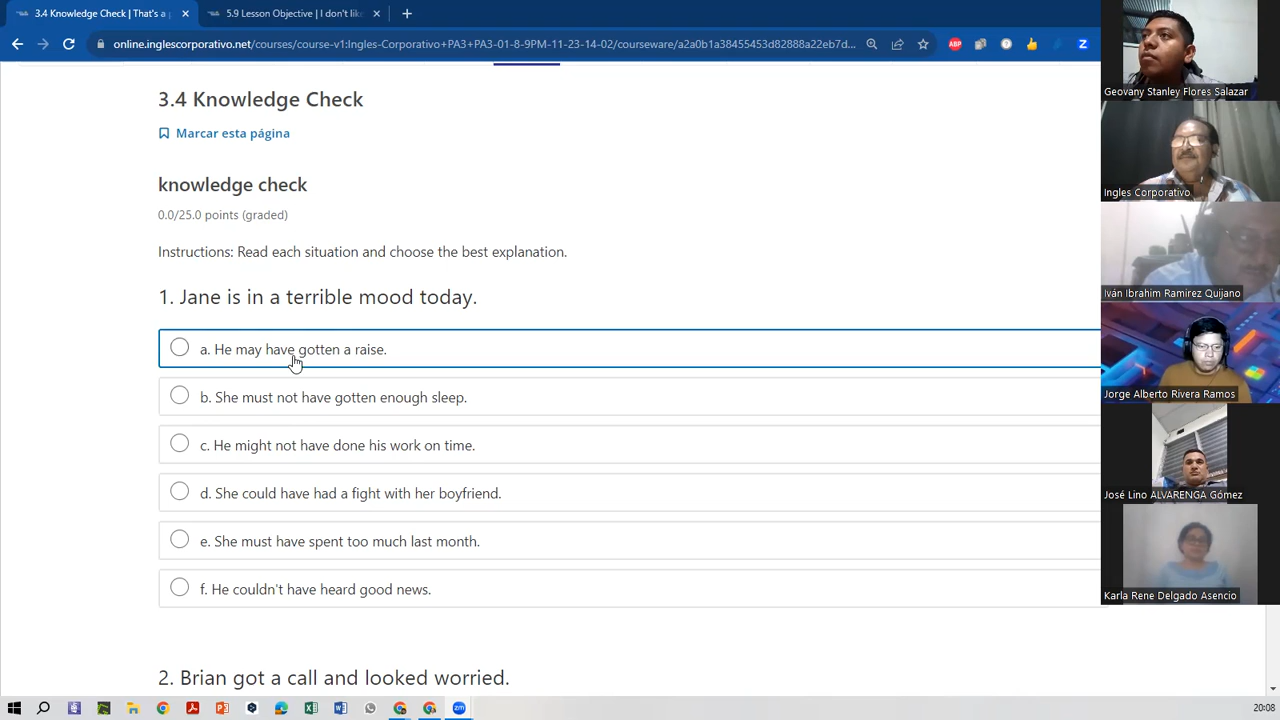 3.4 Knowledge Check | That's a
5.9 Lesson Objective | I don't like
online.inglescorporativo.net/courses/course-v1:Ingles-Corporativo+PA3+PA3-01-8-9PM-11-23-14-02/courseware/a2a0b1a38455453d82888a22eb7d...
ABP
Z
3.4 Knowledge Check
Marcar esta página
knowledge check
0.0/25.0 points (graded)
Instructions: Read each situation and choose the best explanation.
1. Jane is in a terrible mood today.
a. He may have gotten a raise.
b. She must not have gotten enough sleep.
c. He might not have done his work on time.
d. She could have had a fight with her boyfriend.
e. She must have spent too much last month.
f. He couldn't have heard good news.
2. Brian got a call and looked worried.
Geovany Stanley Flores Salazar
Ingles Corporativo
Iván Ibrahim Ramirez Quijano
Jorge Alberto Rivera Ramos
José Lino ALVARENGA Gómez
Karla Rene Delgado Asencio
20:08